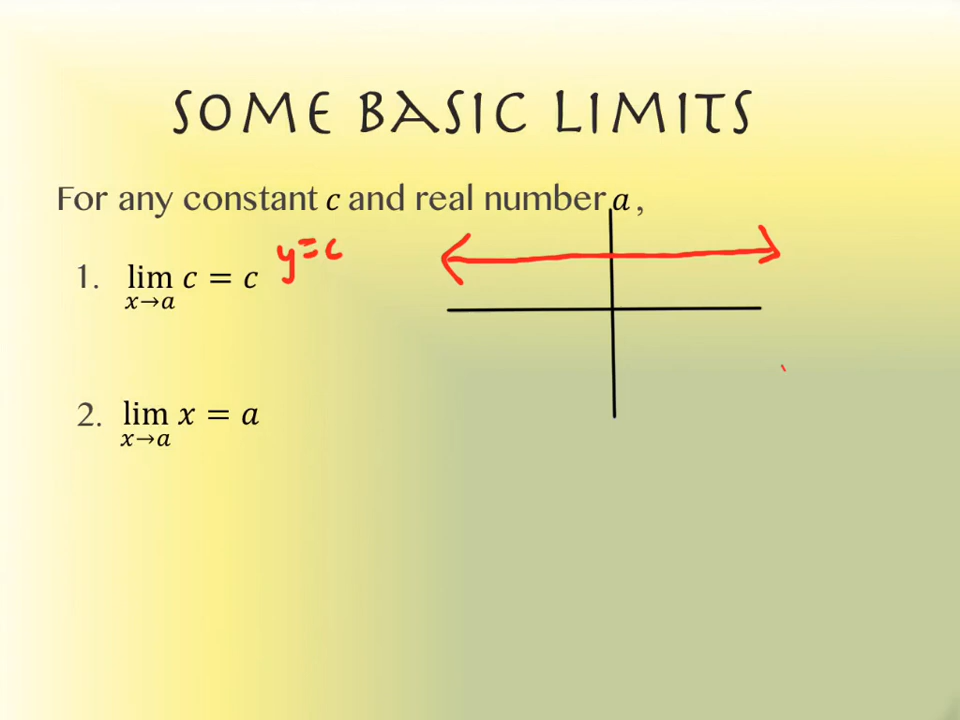 SOME BASIC LIMITS
For any constant c and real number a,
y=c
1. lim c = c
x→a
2. lim x = a
x→a